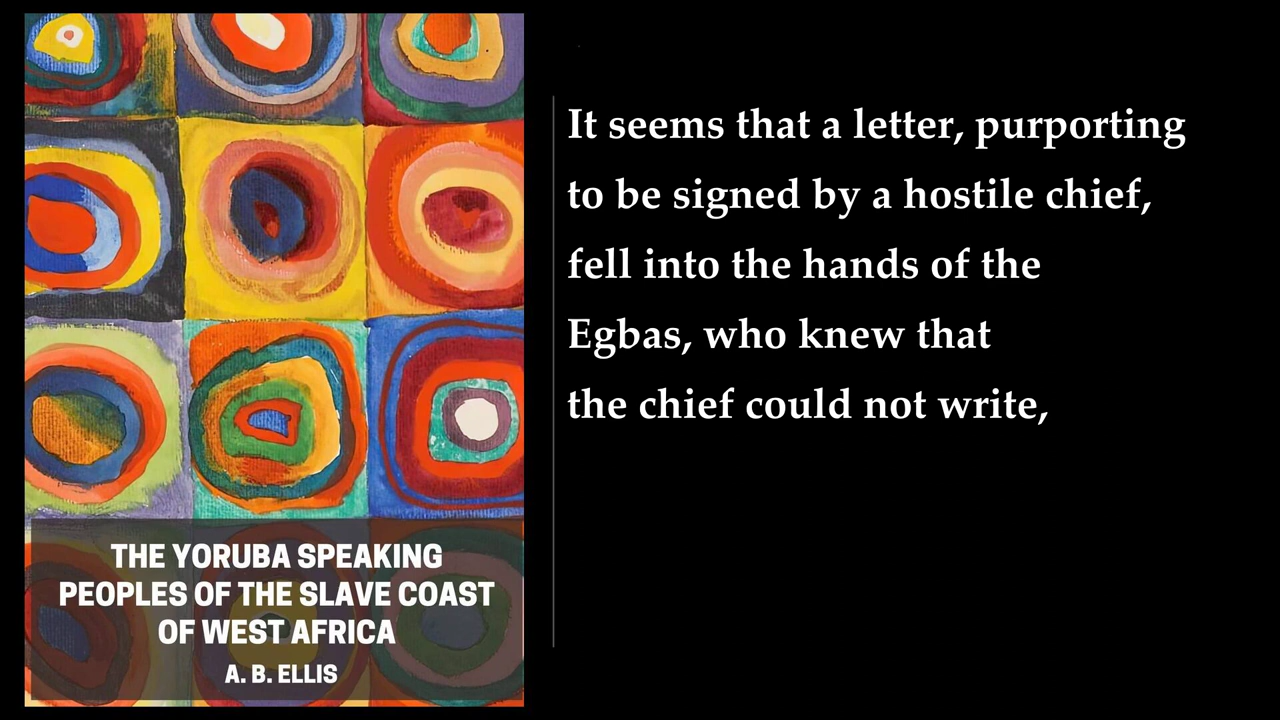 THE YORUBA SPEAKING
PEOPLES OF THE SLAVE COAST
OF WEST AFRICA
A. B. ELLIS
It seems that a letter, purporting
to be signed by a hostile chief,
fell into the hands of the
Egbas, who knew that
the chief could not write,